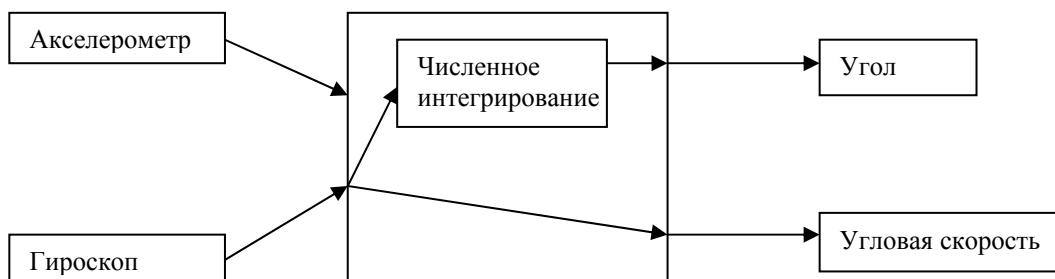 Акселерометр
Численное
интегрирование
Угол
Гироскоп
Угловая скорость